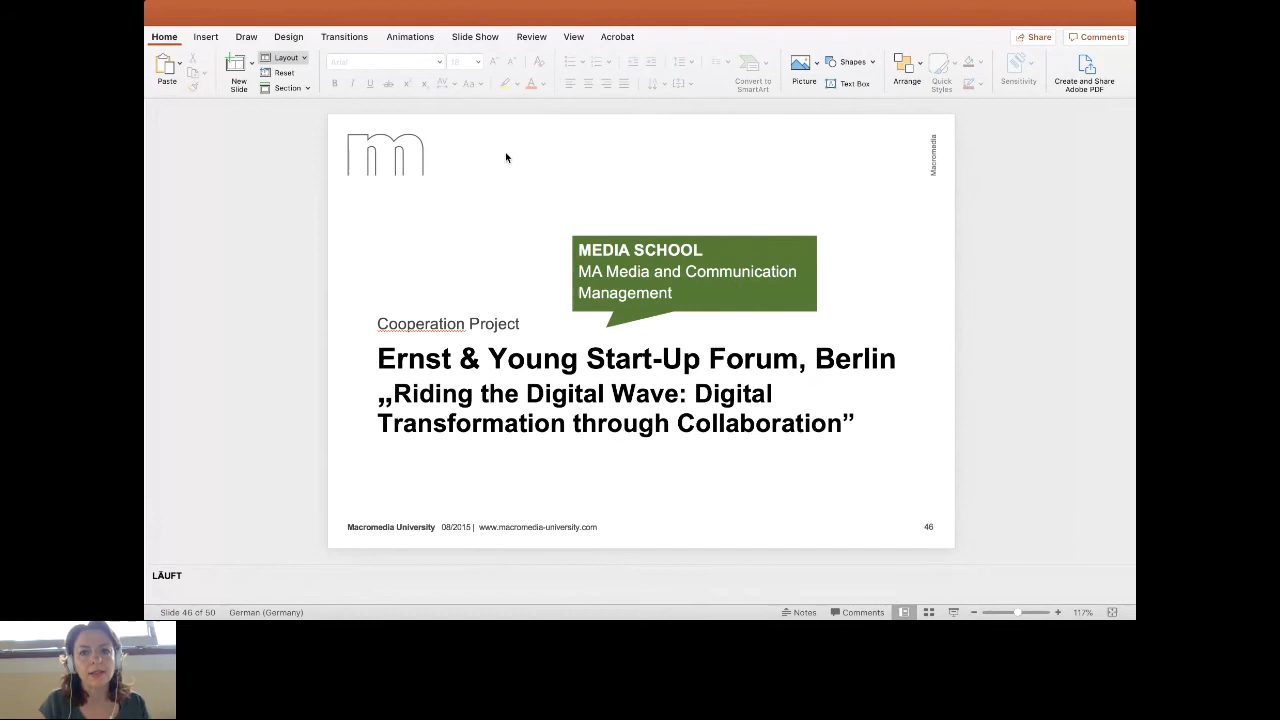 Home Insert Draw Design Transitions Animations Slide Show Review View Acrobat Share Comments
Paste New Slide Layout Reset Section Arial 18 Convert to SmartArt Picture Shapes Text Box Arrange Quick Styles Sensitivity Create and Share Adobe PDF
m
Macromedia
MEDIA SCHOOL
MA Media and Communication
Management
Cooperation Project
Ernst & Young Start-Up Forum, Berlin
„Riding the Digital Wave: Digital
Transformation through Collaboration”
Macromedia University 08/2015 | www.macromedia-university.com 46
LÄUFT
Slide 46 of 50 German (Germany) Notes Comments 117%